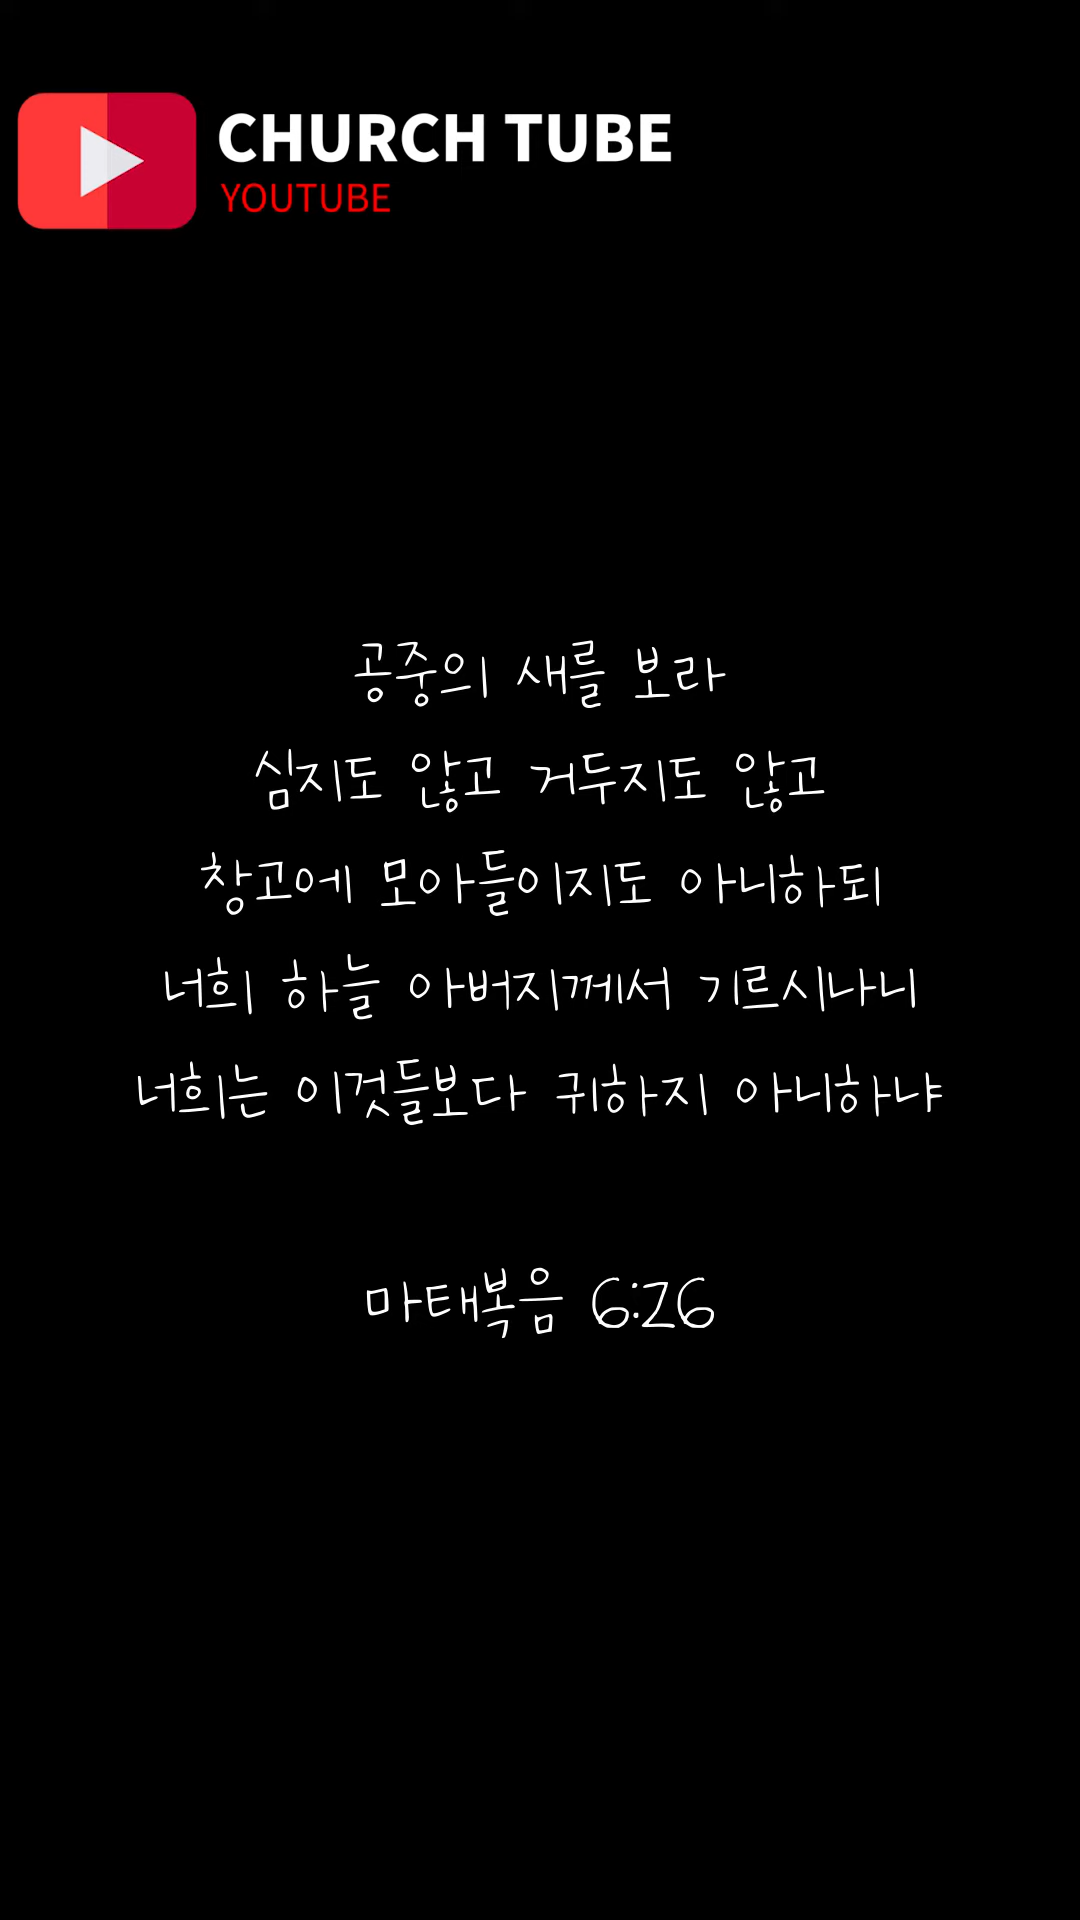 CHURCH TUBE
YOUTUBE
공중의 새를 보라
심지도 않고 거두지도 않고
창고에 모아들이지도 아니하되
너희 하늘 아버지께서 기르시나니
너희는 이것들보다 귀하지 아니하냐
마태복음 6:26